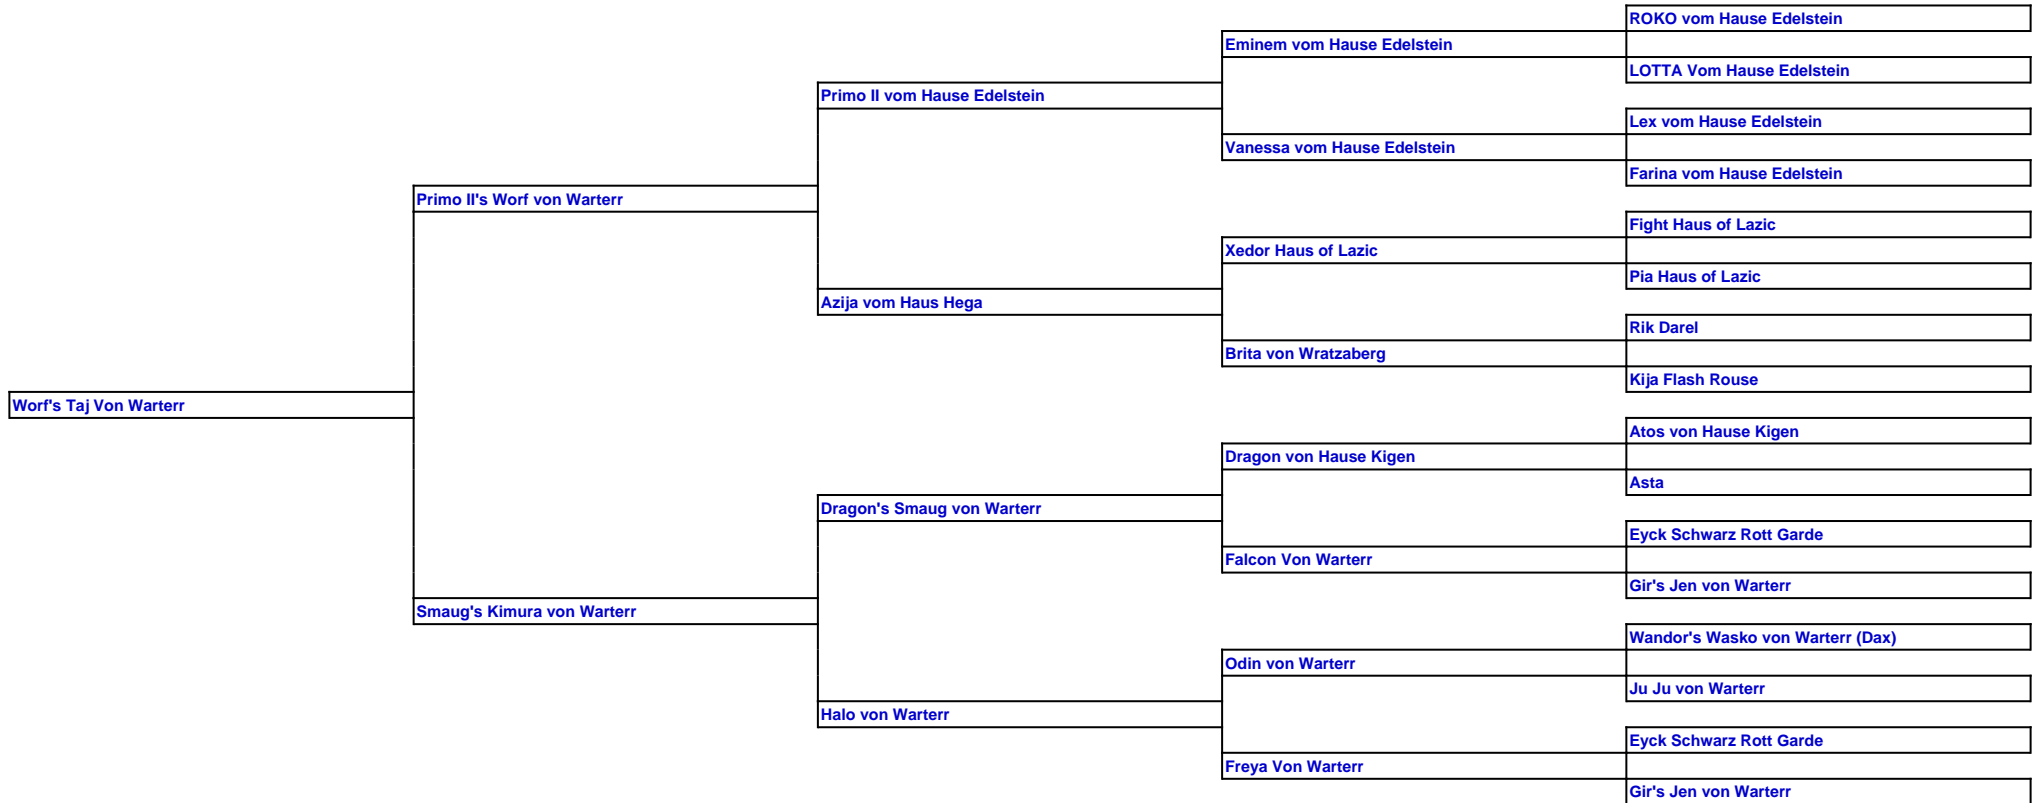 ROKO vom Hause Edelstein
Eminem vom Hause Edelstein
LOTTA Vom Hause Edelstein
Primo II vom Hause Edelstein
Lex vom Hause Edelstein
Vanessa vom Hause Edelstein
Farina vom Hause Edelstein
Primo II's Worf von Warterr
Fight Haus of Lazic
Xedor Haus of Lazic
Pia Haus of Lazic
Azija vom Haus Hega
Rik Darel
Brita von Wratzaberg
Kija Flash Rouse
Worf's Taj Von Warterr
Atos von Hause Kigen
Dragon von Hause Kigen
Asta
Dragon's Smaug von Warterr
Eyck Schwarz Rott Garde
Falcon Von Warterr
Gir's Jen von Warterr
Smaug's Kimura von Warterr
Wandor's Wasko von Warterr (Dax)
Odin von Warterr
Ju Ju von Warterr
Halo von Warterr
Eyck Schwarz Rott Garde
Freya Von Warterr
Gir's Jen von Warterr